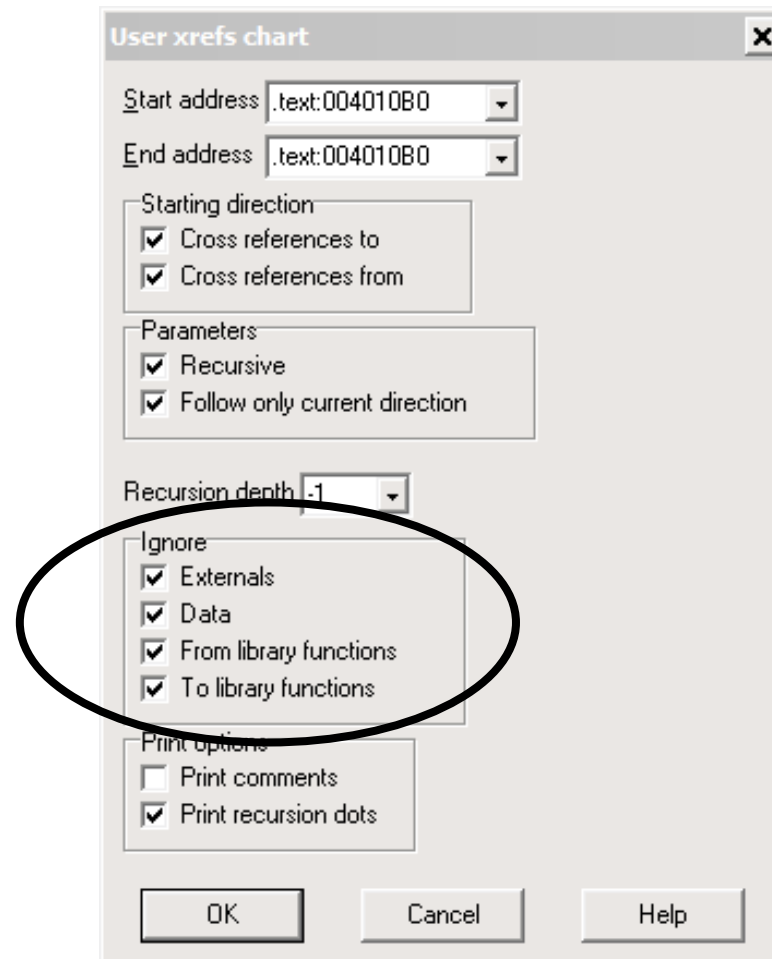 User xrefs chart
Start address .text:004010B0
End address .text:004010B0
Starting direction
Cross references to
Cross references from
Parameters
Recursive
Follow only current direction
Recursion depth -1
Ignore
Externals
Data
From library functions
To library functions
Print options
Print comments
Print recursion dots
OK Cancel Help